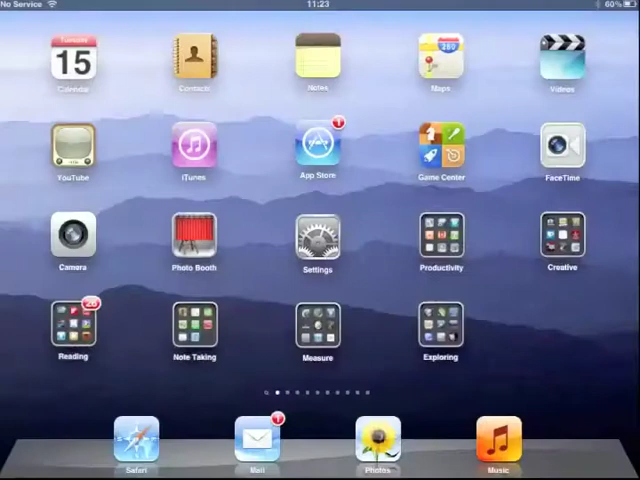 No Service 11:23 60%
Tuesday
15 280
Calendar Contacts Notes Maps Videos
1
YouTube iTunes App Store Game Center FaceTime
Camera Photo Booth Settings Productivity Creative
26
Reading Note Taking Measure Exploring
1
Safari Mail Photos Music